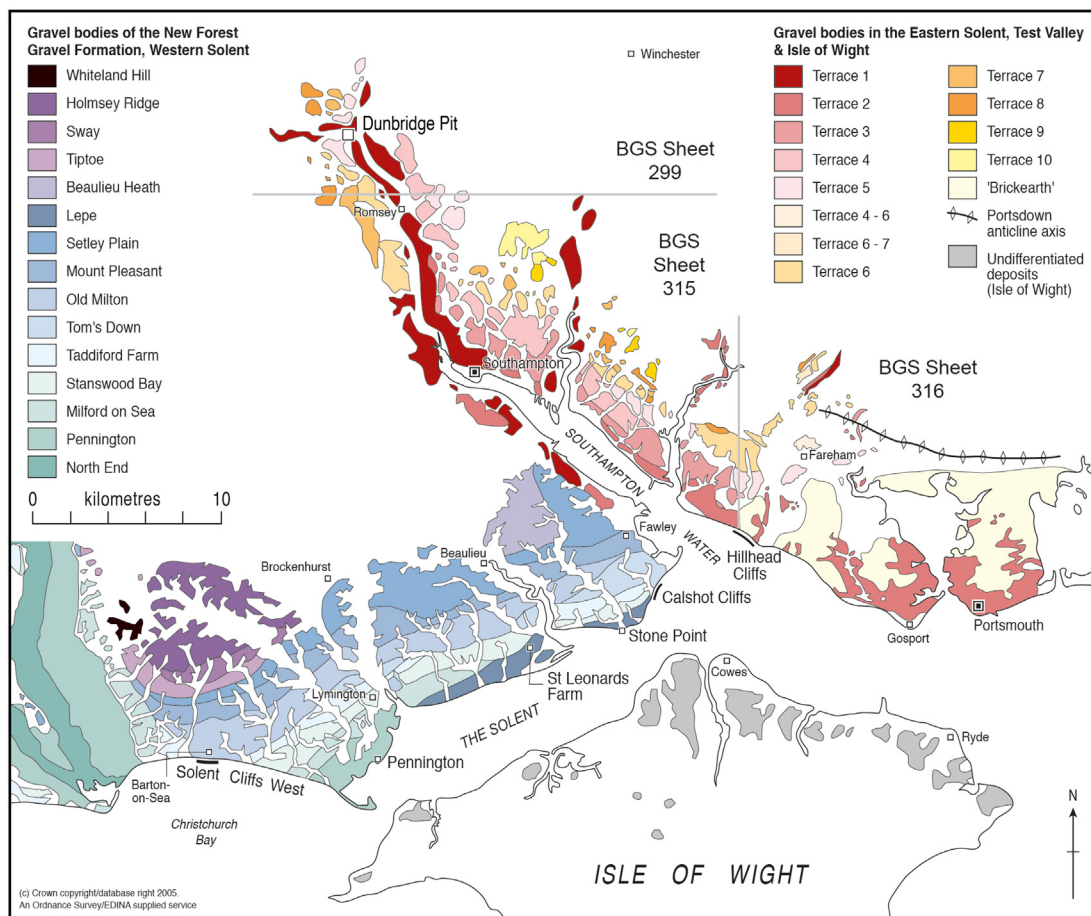 Gravel bodies of the New Forest
Gravel Formation, Western Solent
Whiteland Hill
Holmsey Ridge
Sway
Tiptoe
Beaulieu Heath
Lepe
Setley Plain
Mount Pleasant
Old Milton
Tom's Down
Taddiford Farm
Stanswood Bay
Milford on Sea
Pennington
North End
0 kilometres 10
Gravel bodies in the Eastern Solent, Test Valley
& Isle of Wight
Terrace 1
Terrace 2
Terrace 3
Terrace 4
Terrace 5
Terrace 4 - 6
Terrace 6 - 7
Terrace 6
Terrace 7
Terrace 8
Terrace 9
Terrace 10
'Brickearth'
Portsdown
anticline axis
Undifferentiated
deposits
(Isle of Wight)
Winchester
Dunbridge Pit
BGS Sheet
299
Romsey
BGS
Sheet
315
Southampton
BGS Sheet
316
SOUTHAMPTON
WATER
Fareham
Fawley
Hillhead
Cliffs
Beaulieu
Brockenhurst
Calshot Cliffs
Gosport
Portsmouth
Stone Point
St Leonards
Farm
Lymington
Cowes
THE SOLENT
Ryde
Pennington
Barton-
on-Sea
Solent Cliffs West
Christchurch
Bay
N
ISLE OF WIGHT
(c) Crown copyright/database right 2005.
An Ordnance Survey/EDINA supplied service